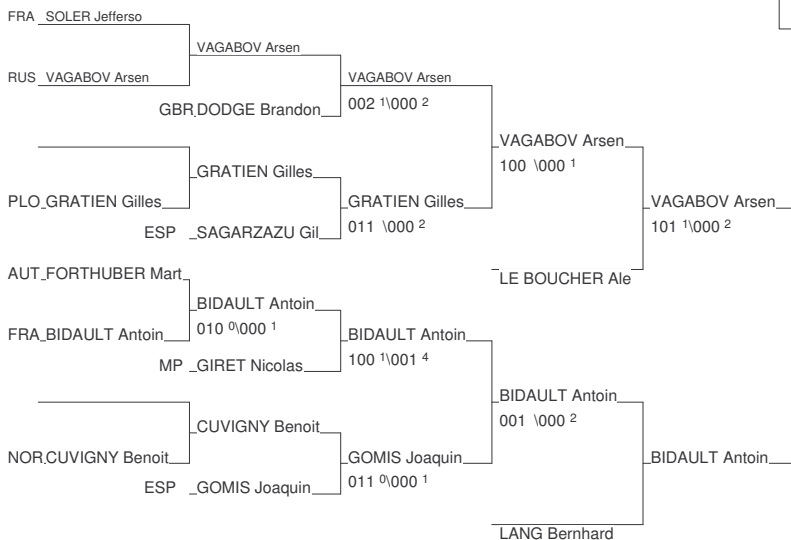 FRA SOLER Jefferso
VAGABOV Arsen
RUS VAGABOV Arsen
VAGABOV Arsen
002 1\000 2
GBR DODGE Brandon
VAGABOV Arsen
100 \000 1
GRATIEN Gilles
PLO GRATIEN Gilles
GRATIEN Gilles
011 \000 2
ESP SAGARZAZU Gil
VAGABOV Arsen
101 1\000 2
LE BOUCHER Ale
AUT FORTHUBER Mart
BIDAULT Antoin
010 0\000 1
FRA BIDAULT Antoin
BIDAULT Antoin
100 1\001 4
MP GIRET Nicolas
BIDAULT Antoin
001 \000 2
CUVIGNY Benoit
NOR CUVIGNY Benoit
GOMIS Joaquin
011 0\000 1
ESP GOMIS Joaquin
BIDAULT Antoin
LANG Bernhard